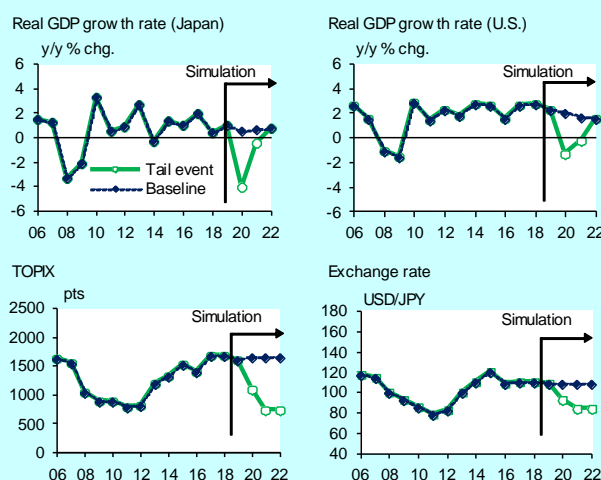 Real GDP growth rate (Japan)
y/y % chg.
Simulation
6
4
2
0
-2
-4
-6
Tail event
Baseline
06 08 10 12 14 16 18 20 22
Real GDP growth rate (U.S.)
y/y % chg.
Simulation
6
4
2
0
-2
-4
-6
06 08 10 12 14 16 18 20 22
TOPIX
pts
Simulation
2500
2000
1500
1000
500
0
06 08 10 12 14 16 18 20 22
Exchange rate
USD/JPY
Simulation
180
160
140
120
100
80
60
40
06 08 10 12 14 16 18 20 22